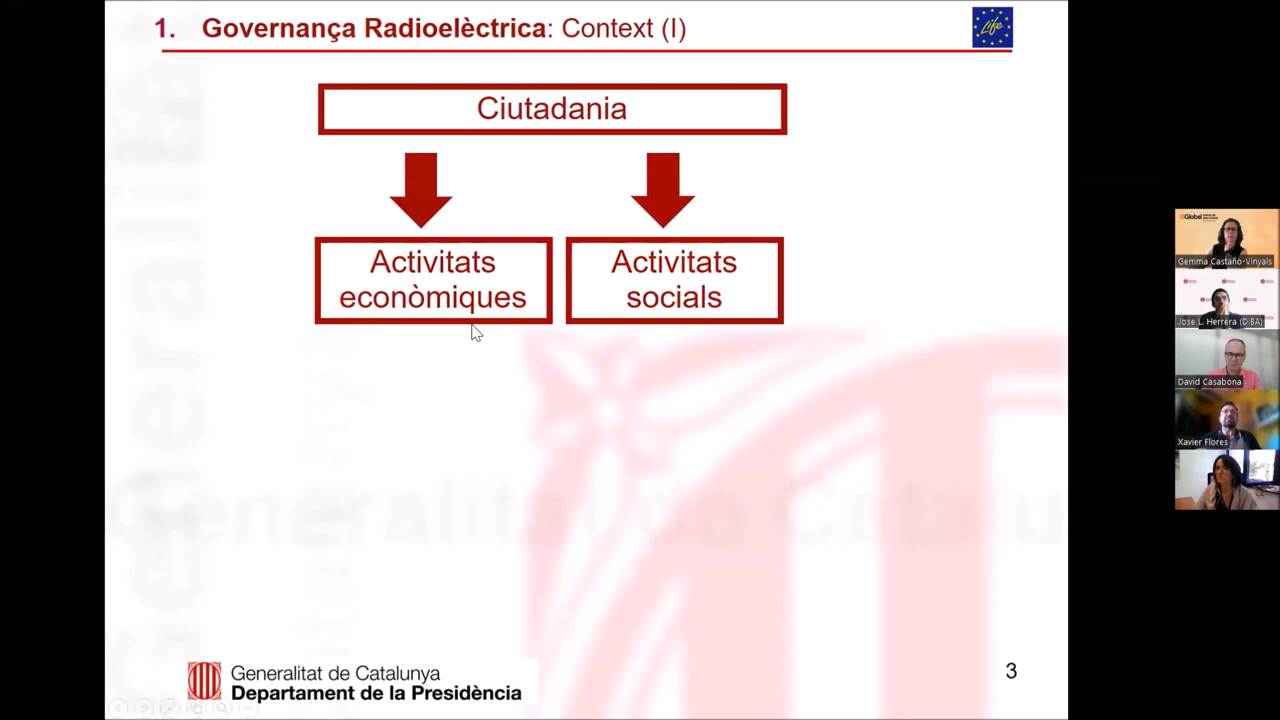 1. Governança Radioelèctrica: Context (I)
Life
Ciutadania
Activitats
econòmiques
Activitats
socials
Generalitat de Catalunya
Departament de la Presidència
3
Gemma Castaño-Vinyals
Jose L. Herrera (DIBA)
David Casabona
Xavier Flores